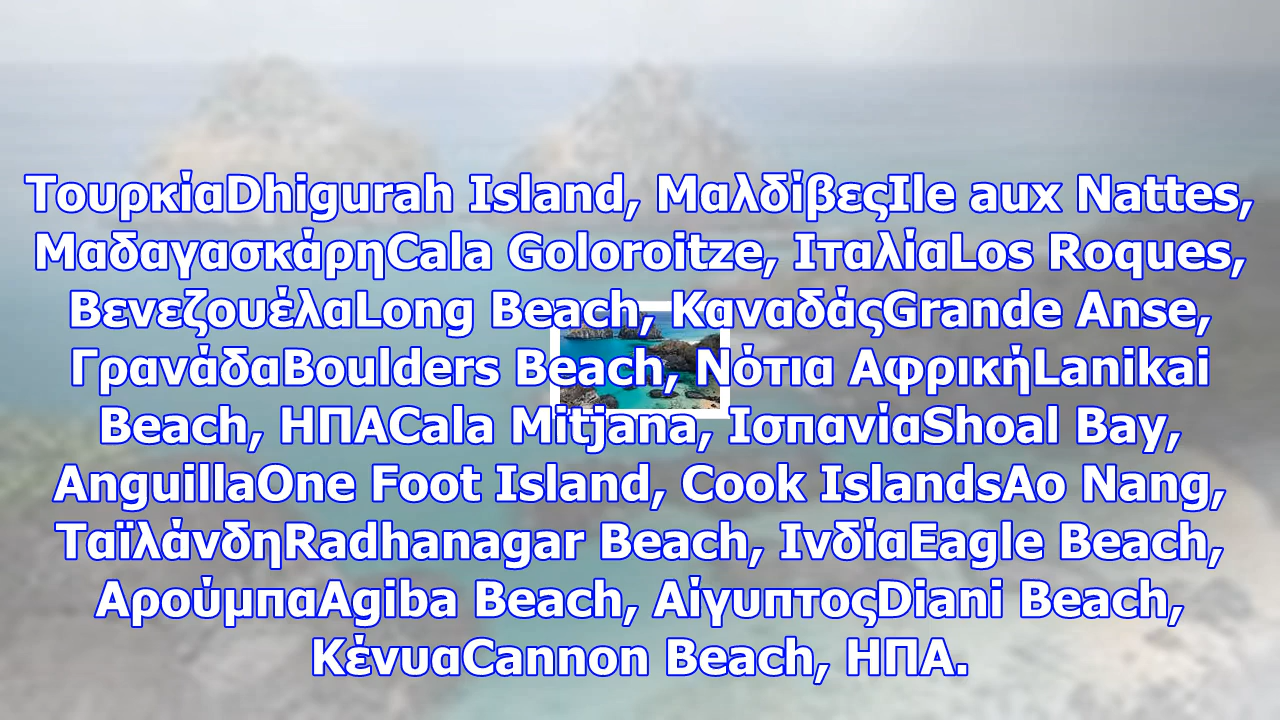 ΤουρκίαDhigurah Island, ΜαλδίβεςIle aux Nattes,
ΜαδαγασκάρηCala Goloroitze, ΙταλίαLos Roques,
ΒενεζουέλαLong Beach, ΚαναδάςGrande Anse,
ΓρανάδαBoulders Beach, Νότια ΑφρικήLanikai
Beach, ΗΠΑCala Mitjana, ΙσπανίαShoal Bay,
AnguillaOne Foot Island, Cook IslandsAo Nang,
ΤαϊλάνδηRadhanagar Beach, ΙνδίαEagle Beach,
ΑρούμπαAgiba Beach, ΑίγυπτοςDiani Beach,
ΚένυαCannon Beach, ΗΠΑ.